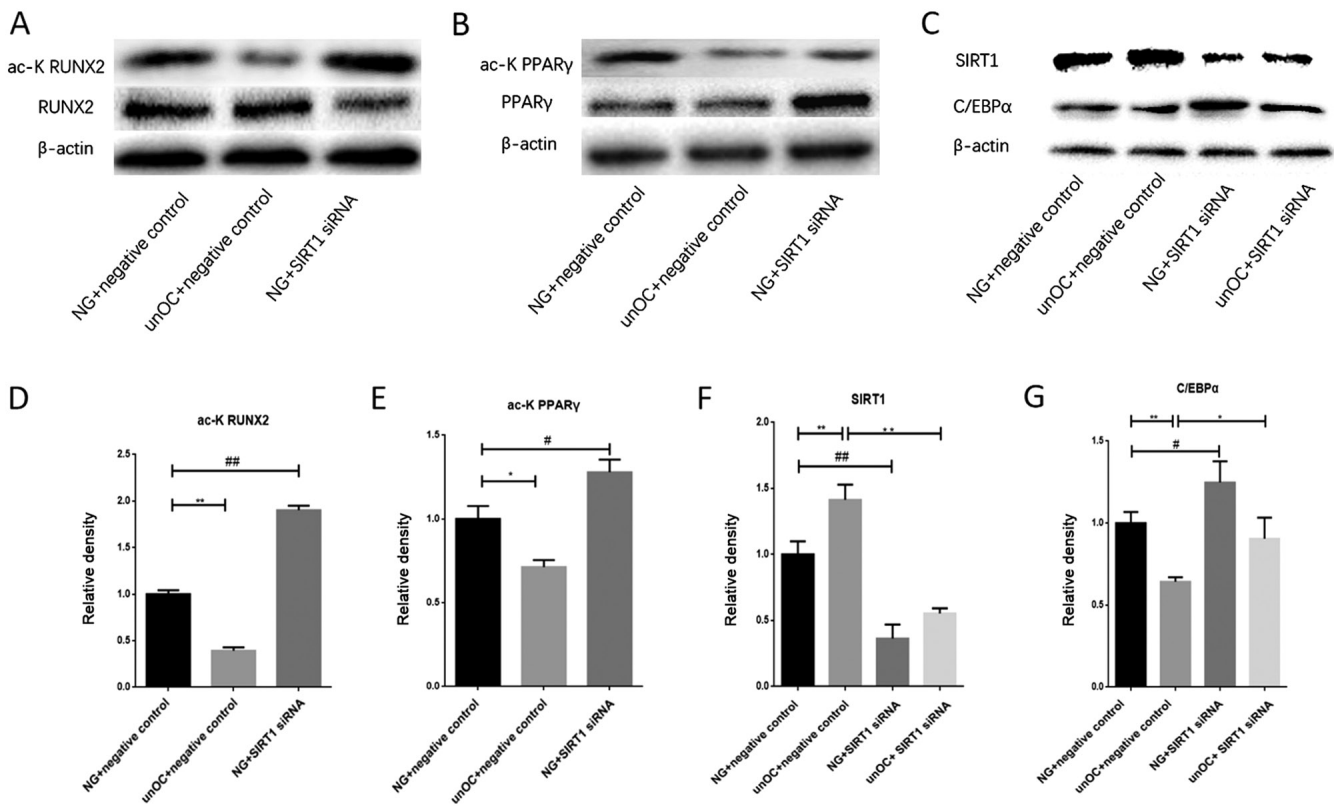 A
ac-K RUNX2
RUNX2
β-actin
NG+negative control
unOC+negative control
NG+SIRT1 siRNA
B
ac-K PPARγ
PPARγ
β-actin
NG+negative control
unOC+negative control
NG+SIRT1 siRNA
C
SIRT1
C/EBPα
β-actin
NG+negative control
unOC+negative control
NG+SIRT1 siRNA
unOC+SIRT1 siRNA
D
ac-K RUNX2
Relative density
2.5
2.0
1.5
1.0
0.5
0.0
##
**
NG+negative control
unOC+negative control
NG+SIRT1 siRNA
E
ac-K PPARγ
Relative density
1.5
1.0
0.5
0.0
#
*
NG+negative control
unOC+negative control
NG+SIRT1 siRNA
F
SIRT1
Relative density
2.0
1.5
1.0
0.5
0.0
** **
##
NG+negative control
unOC+negative control
NG+SIRT1 siRNA
unOC+ SIRT1 siRNA
G
C/EBPα
Relative density
1.5
1.0
0.5
0.0
** *
#
NG+negative control
unOC+negative control
NG+SIRT1 siRNA
unOC+ SIRT1 siRNA